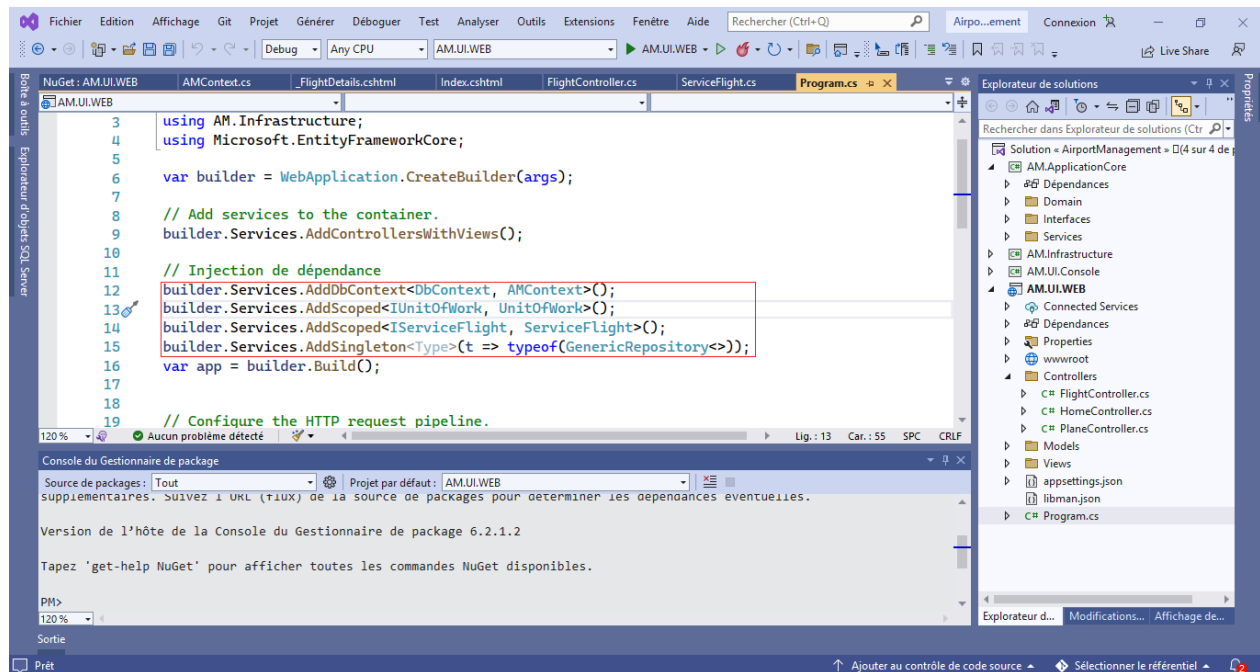 Fichier Edition Affichage Git Projet Générer Déboguer Test Analyser Outils Extensions Fenêtre Aide Rechercher (Ctrl+Q) Airpo...ement Connexion
Debug Any CPU AM.UI.WEB AM.UI.WEB Live Share
Boîte à outils
Explorateur d'objets SQL Server
NuGet : AM.UI.WEB AMContext.cs _FlightDetails.cshtml Index.cshtml FlightController.cs ServiceFlight.cs Program.cs
AM.UI.WEB
3 using AM.Infrastructure;
4 using Microsoft.EntityFrameworkCore;
5
6 var builder = WebApplication.CreateBuilder(args);
7
8 // Add services to the container.
9 builder.Services.AddControllersWithViews();
10
11 // Injection de dépendance
12 builder.Services.AddDbContext<DbContext, AMContext>();
13 builder.Services.AddScoped<IUnitOfWork, UnitOfWork>();
14 builder.Services.AddScoped<IServiceFlight, ServiceFlight>();
15 builder.Services.AddSingleton<Type>(t => typeof(GenericRepository<>));
16 var app = builder.Build();
17
18
19 // Configure the HTTP request pipeline.
120 % Aucun problème détecté Lig. : 13 Car. : 55 SPC CRLF
Console du Gestionnaire de package
Source de packages : Tout Projet par défaut : AM.UI.WEB
supplémentaires. Suivez l'URL (flux) de la source de packages pour déterminer les dépendances éventuelles.
Version de l'hôte de la Console du Gestionnaire de package 6.2.1.2
Tapez 'get-help NuGet' pour afficher toutes les commandes NuGet disponibles.
PM>
120 %
Sortie
Explorateur de solutions
Rechercher dans Explorateur de solutions (Ctr
Solution « AirportManagement » (4 sur 4 de p
AM.ApplicationCore
Dépendances
Domain
Interfaces
Services
AM.Infrastructure
AM.UI.Console
AM.UI.WEB
Connected Services
Dépendances
Properties
wwwroot
Controllers
C# FlightController.cs
C# HomeController.cs
C# PlaneController.cs
Models
Views
appsettings.json
libman.json
C# Program.cs
Explorateur d... Modifications... Affichage de...
Propriétés
Prêt Ajouter au contrôle de code source Sélectionner le référentiel 2